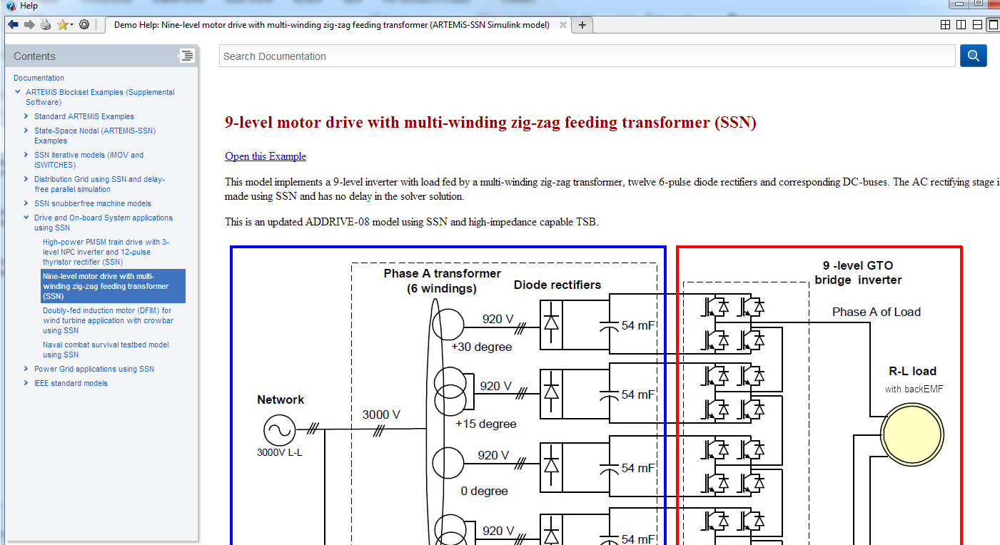 Help
Demo Help: Nine-level motor drive with multi-winding zig-zag feeding transformer (ARTEMiS-SSN Simulink model)
Contents
Search Documentation
Documentation
ARTEMiS Blockset Examples (Supplemental
Software)
Standard ARTEMiS Examples
State-Space Nodal (ARTEMiS-SSN)
Examples
SSN iterative models (iMOV and
iSWITCHES)
Distribution Grid using SSN and delay-
free parallel simulation
SSN snubberfree machine models
Drive and On-board System applications
using SSN
High-power PMSM train drive with 3-
level NPC inverter and 12-pulse
thyristor rectifier (SSN)
Nine-level motor drive with multi-
winding zig-zag feeding transformer
(SSN)
Doubly-fed induction motor (DFIM) for
wind turbine application with crowbar
using SSN
Naval combat survival testbed model
using SSN
Power Grid applications using SSN
IEEE standard models
9-level motor drive with multi-winding zig-zag feeding transformer (SSN)
Open this Example
This model implements a 9-level inverter with load fed by a multi-winding zig-zag transformer, twelve 6-pulse diode rectifiers and corresponding DC-buses. The AC rectifying stage i
made using SSN and has no delay in the solver solution.
This is an updated ADDRIVE-08 model using SSN and high-impedance capable TSB.
Phase A transformer
(6 windings)
Diode rectifiers
9 -level GTO
bridge inverter
Phase A of Load
920 V
54 mF
+30 degree
R-L load
with backEMF
920 V
54 mF
+15 degree
Network
3000 V
3000V L-L
920 V
54 mF
0 degree
920 V
54 mF